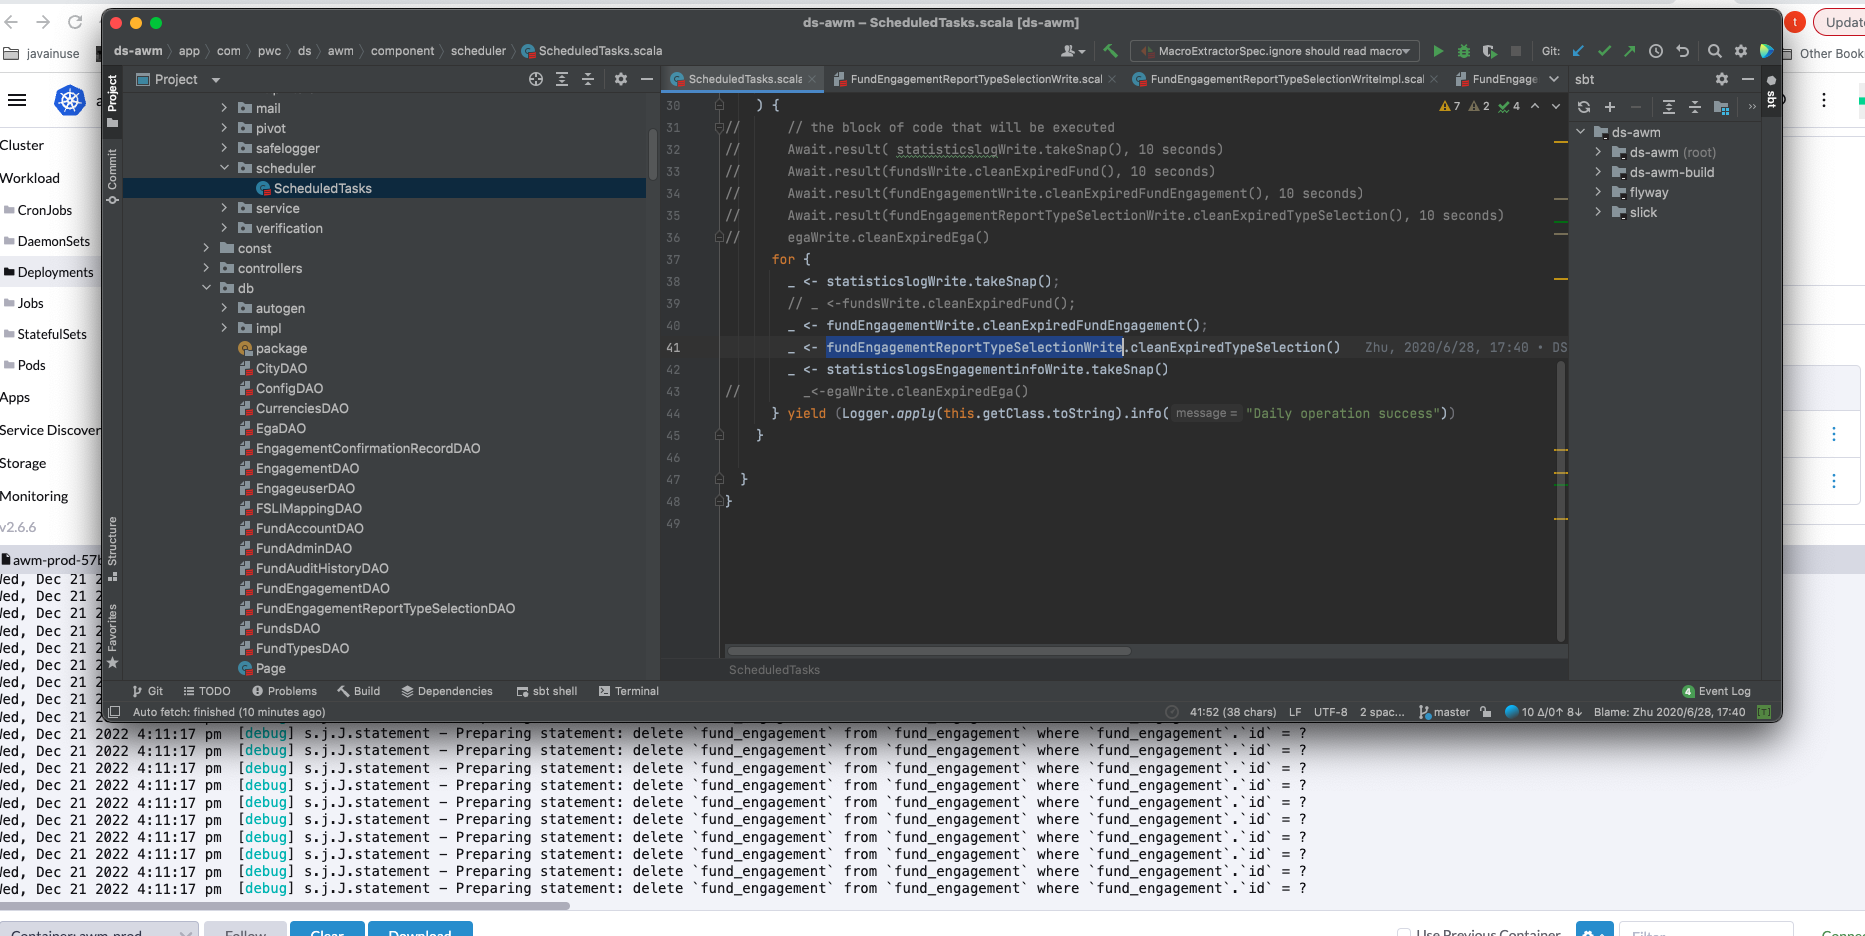 ds-awm – ScheduledTasks.scala [ds-awm]
t
Update
javainuse
Other Book
ds-awm app com pwc ds awm component scheduler ScheduledTasks.scala
MacroExtractorSpec.ignore should read macro
Git:
Project
Project
Commit
Structure
Favorites
ScheduledTasks.scala
FundEngagementReportTypeSelectionWrite.scal
FundEngagementReportTypeSelectionWriteImpl.scal
FundEngage
sbt
sbt
mail
pivot
safelogger
scheduler
ScheduledTasks
service
verification
const
controllers
db
autogen
impl
package
CityDAO
ConfigDAO
CurrenciesDAO
EgaDAO
EngagementConfirmationRecordDAO
EngagementDAO
EngageuserDAO
FSLIMappingDAO
FundAccountDAO
FundAdminDAO
FundAuditHistoryDAO
FundEngagementDAO
FundEngagementReportTypeSelectionDAO
FundsDAO
FundTypesDAO
Page
7 2 4
30 ) {
31 // // the block of code that will be executed
32 // Await.result( statisticslogWrite.takeSnap(), 10 seconds)
33 // Await.result(fundsWrite.cleanExpiredFund(), 10 seconds)
34 // Await.result(fundEngagementWrite.cleanExpiredFundEngagement(), 10 seconds)
35 // Await.result(fundEngagementReportTypeSelectionWrite.cleanExpiredTypeSelection(), 10 seconds)
36 // egaWrite.cleanExpiredEga()
37 for {
38 _ <- statisticslogWrite.takeSnap();
39 // _ <-fundsWrite.cleanExpiredFund();
40 _ <- fundEngagementWrite.cleanExpiredFundEngagement();
41 _ <- fundEngagementReportTypeSelectionWrite.cleanExpiredTypeSelection() Zhu, 2020/6/28, 17:40 • DS
42 _ <- statisticslogsEngagementinfoWrite.takeSnap()
43 // _<-egaWrite.cleanExpiredEga()
44 } yield (Logger.apply(this.getClass.toString).info( message = "Daily operation success"))
45 }
46
47 }
48 }
49
ScheduledTasks
ds-awm
ds-awm (root)
ds-awm-build
flyway
slick
Git TODO Problems Build Dependencies sbt shell Terminal
4 Event Log
Auto fetch: finished (10 minutes ago)
41:52 (38 chars) LF UTF-8 2 spac... master 10 Δ/0↑ 8↓ Blame: Zhu 2020/6/28, 17:40
Cluster
Workload
CronJobs
DaemonSets
Deployments
Jobs
StatefulSets
Pods
Apps
Service Discover
Storage
Monitoring
v2.6.6
awm-prod-57b
Wed, Dec 21 2
Wed, Dec 21 2
Wed, Dec 21 2
Wed, Dec 21 2
Wed, Dec 21 2
Wed, Dec 21 2
Wed, Dec 21 2
Wed, Dec 21 2
Wed, Dec 21 2
Wed, Dec 21 2022 4:11:17 pm [debug] s.j.J.statement – Preparing statement: delete `fund_engagement` from `fund_engagement` where `fund_engagement`.`id` = ?
Wed, Dec 21 2022 4:11:17 pm [debug] s.j.J.statement – Preparing statement: delete `fund_engagement` from `fund_engagement` where `fund_engagement`.`id` = ?
Wed, Dec 21 2022 4:11:17 pm [debug] s.j.J.statement – Preparing statement: delete `fund_engagement` from `fund_engagement` where `fund_engagement`.`id` = ?
Wed, Dec 21 2022 4:11:17 pm [debug] s.j.J.statement – Preparing statement: delete `fund_engagement` from `fund_engagement` where `fund_engagement`.`id` = ?
Wed, Dec 21 2022 4:11:17 pm [debug] s.j.J.statement – Preparing statement: delete `fund_engagement` from `fund_engagement` where `fund_engagement`.`id` = ?
Wed, Dec 21 2022 4:11:17 pm [debug] s.j.J.statement – Preparing statement: delete `fund_engagement` from `fund_engagement` where `fund_engagement`.`id` = ?
Wed, Dec 21 2022 4:11:17 pm [debug] s.j.J.statement – Preparing statement: delete `fund_engagement` from `fund_engagement` where `fund_engagement`.`id` = ?
Wed, Dec 21 2022 4:11:17 pm [debug] s.j.J.statement – Preparing statement: delete `fund_engagement` from `fund_engagement` where `fund_engagement`.`id` = ?
Wed, Dec 21 2022 4:11:17 pm [debug] s.j.J.statement – Preparing statement: delete `fund_engagement` from `fund_engagement` where `fund_engagement`.`id` = ?
Wed, Dec 21 2022 4:11:17 pm [debug] s.j.J.statement – Preparing statement: delete `fund_engagement` from `fund_engagement` where `fund_engagement`.`id` = ?
Container: awm-prod Follow Clear Download Use Previous Container Filter Connec